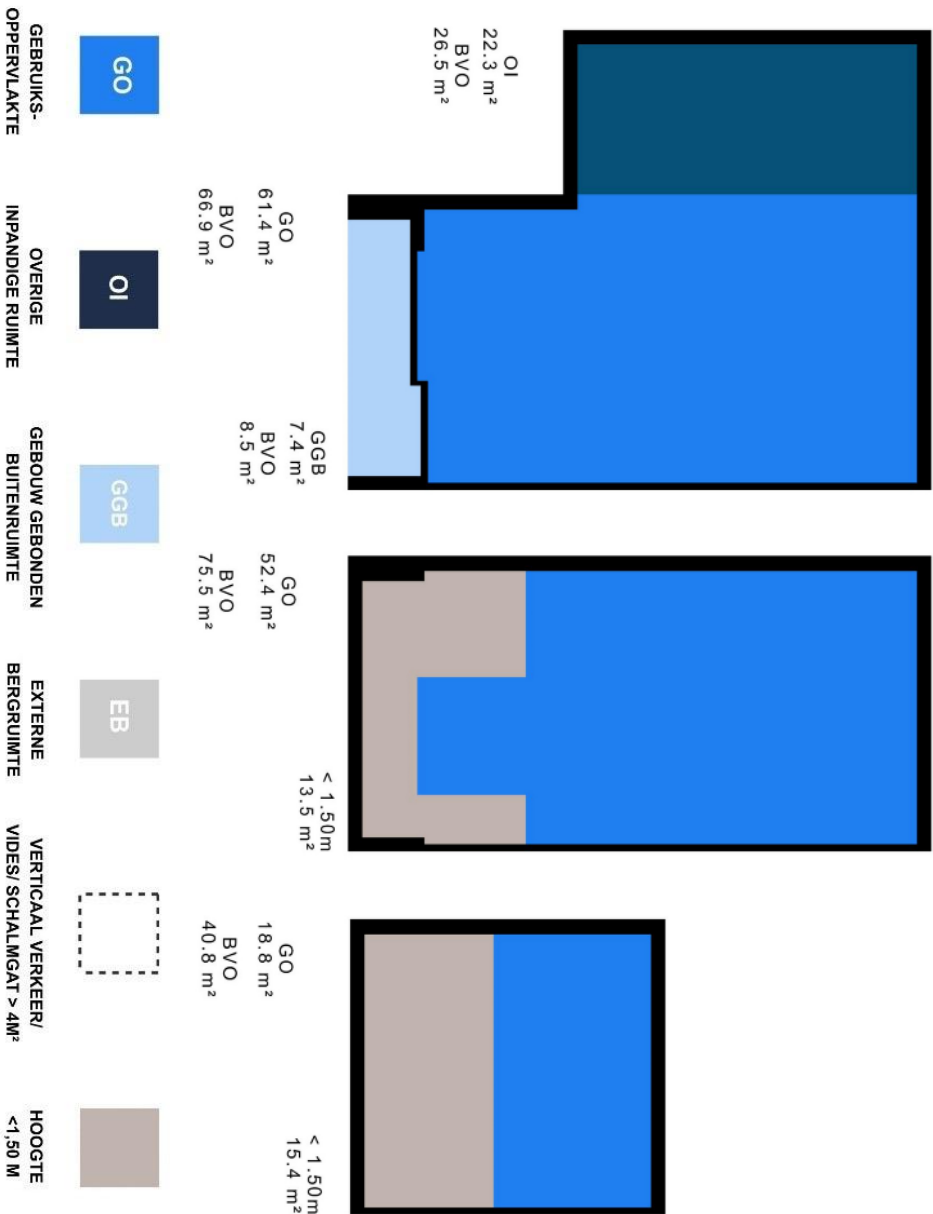 OI
22.3 m²
BVO
26.5 m²
GO
61.4 m²
BVO
66.9 m²
GGB
7.4 m²
BVO
8.5 m²
GO
52.4 m²
BVO
75.5 m²
< 1.50m
13.5 m²
GO
18.8 m²
BVO
40.8 m²
< 1.50m
15.4 m²
GO
GEBRUIKS-
OPPERVLAKTE
OI
OVERIGE
INPANDIGE RUIMTE
GGB
GEBOUW GEBONDEN
BUITENRUIMTE
EB
EXTERNE
BERGRUIMTE
VERTICAAL VERKEER/
VIDES/ SCHALMGAT > 4M²
HOOGTE
<1,50 M